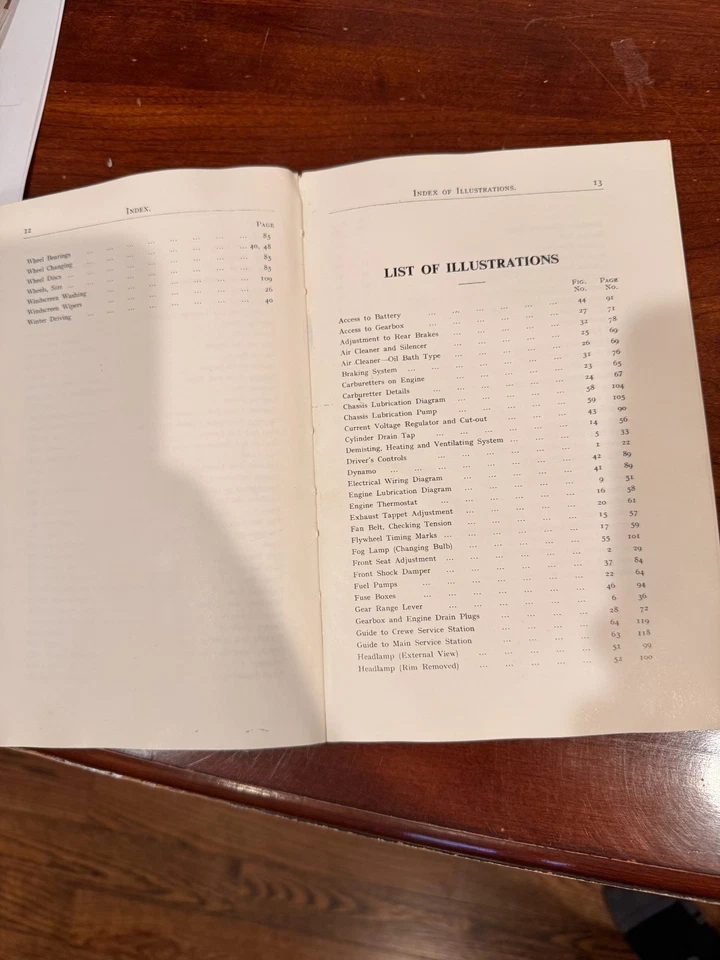 12 INDEX.
PAGE
Wheel Bearings ... ... ... ... ... ... 83
Wheel Changing ... ... ... ... ... ... 40, 48
Wheel Discs ... ... ... ... ... ... 83
Wheels, Size ... ... ... ... ... ... 83
Windscreen Washing ... ... ... ... ... 109
Windscreen Wipers ... ... ... ... ... 26
Winter Driving ... ... ... ... ... 40
INDEX OF ILLUSTRATIONS. 13
LIST OF ILLUSTRATIONS
FIG. PAGE
NO. NO.
Access to Battery ... ... ... ... ... 44 91
Access to Gearbox ... ... ... ... ... 27 71
Adjustment to Rear Brakes ... ... ... ... ... 32 78
Air Cleaner and Silencer ... ... ... ... ... 25 69
Air Cleaner—Oil Bath Type ... ... ... ... ... 26 69
Braking System ... ... ... ... ... ... 31 76
Carburetters on Engine ... ... ... ... ... 23 65
Carburetter Details ... ... ... ... ... 24 67
Chassis Lubrication Diagram ... ... ... ... ... 58 104
Chassis Lubrication Pump ... ... ... ... ... 59 105
Current Voltage Regulator and Cut-out ... ... ... ... 43 90
Cylinder Drain Tap ... ... ... ... ... 14 56
Demisting, Heating and Ventilating System ... ... ... 5 33
Driver's Controls ... ... ... ... ... 1 22
Dynamo ... ... ... ... ... ... 42 89
Electrical Wiring Diagram ... ... ... ... ... 41 89
Engine Lubrication Diagram ... ... ... ... ... 9 51
Engine Thermostat ... ... ... ... ... 16 58
Exhaust Tappet Adjustment ... ... ... ... ... 20 61
Fan Belt, Checking Tension ... ... ... ... ... 15 57
Flywheel Timing Marks ... ... ... ... ... 17 59
Fog Lamp (Changing Bulb) ... ... ... ... ... 55 101
Front Seat Adjustment ... ... ... ... ... 2 29
Front Shock Damper ... ... ... ... ... 37 84
Fuel Pumps ... ... ... ... ... ... 22 64
Fuse Boxes ... ... ... ... ... ... 46 94
Gear Range Lever ... ... ... ... ... 6 36
Gearbox and Engine Drain Plugs ... ... ... ... 28 72
Guide to Crewe Service Station ... ... ... ... 64 119
Guide to Main Service Station ... ... ... ... 63 118
Headlamp (External View) ... ... ... ... ... 51 99
Headlamp (Rim Removed) ... ... ... ... ... 52 100